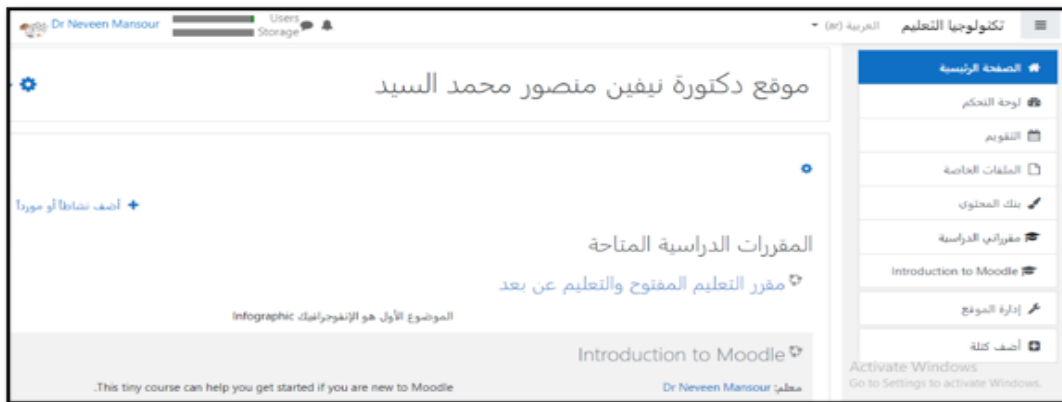 تكنولوجيا التعليم العربية (ar) Users Storage Dr Neveen Mansour
الصفحة الرئيسية
لوحة التحكم
التقويم
الملفات الخاصة
بنك المحتوى
مقرراتي الدراسية
Introduction to Moodle
إدارة الموقع
أضف كتلة
موقع دكتورة نيفين منصور محمد السيد
أضف نشاطاً أو مورداً
المقررات الدراسية المتاحة
مقرر التعليم المفتوح والتعليم عن بعد
الموضوع الأول هو الإنفوجرافيك Infographic
Introduction to Moodle
معلم: Dr Neveen Mansour
This tiny course can help you get started if you are new to Moodle.
Activate Windows
Go to Settings to activate Windows.